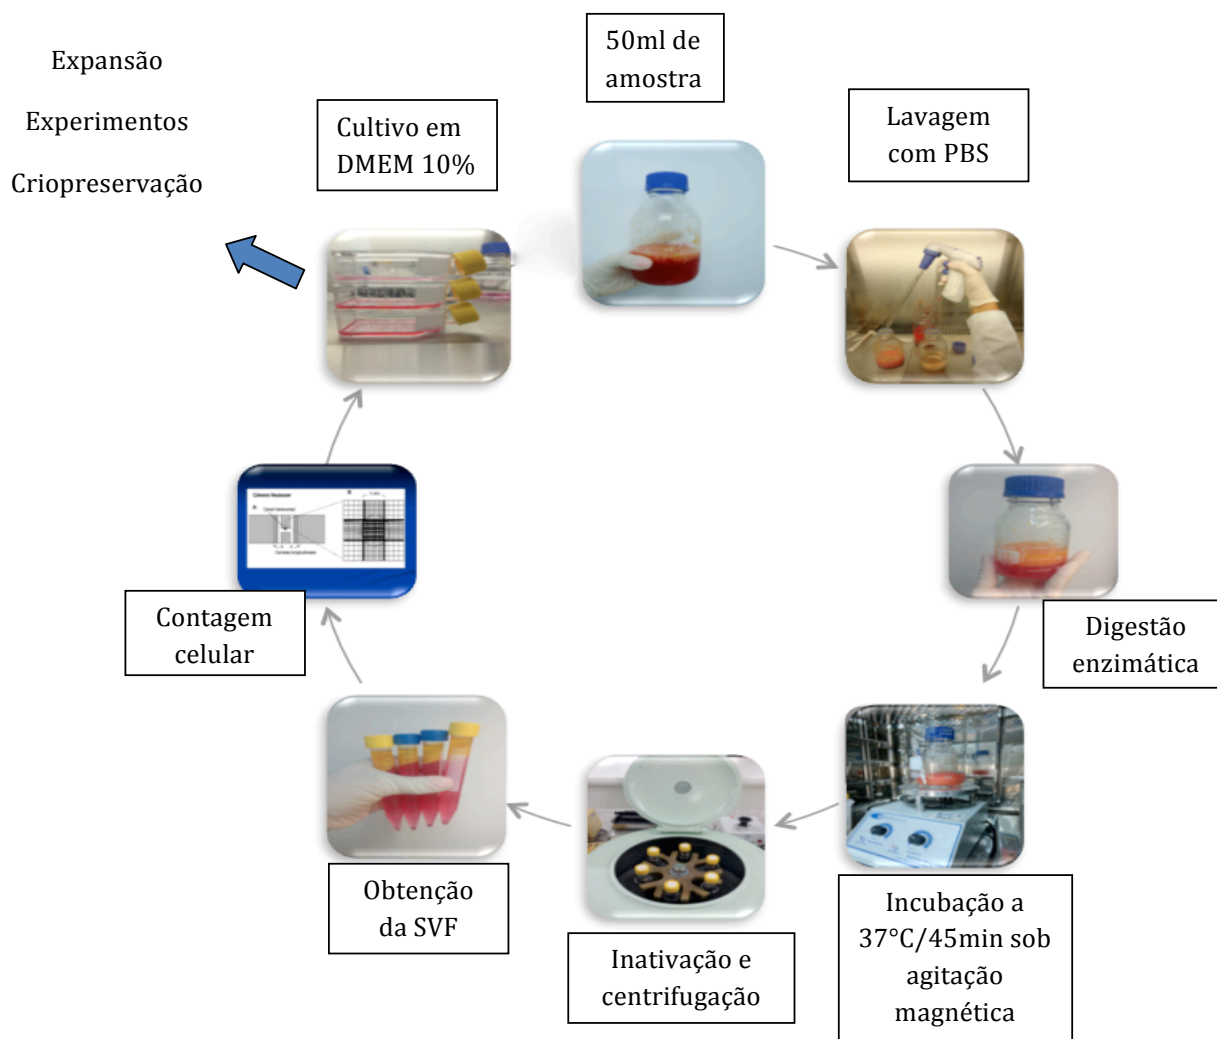 50ml de
amostra
Lavagem
com PBS
Digestão
enzimática
Incubação a
37°C/45min sob
agitação
magnética
Inativação e
centrifugação
Obtenção
da SVF
Contagem
celular
Cultivo em
DMEM 10%
Expansão
Experimentos
Criopreservação